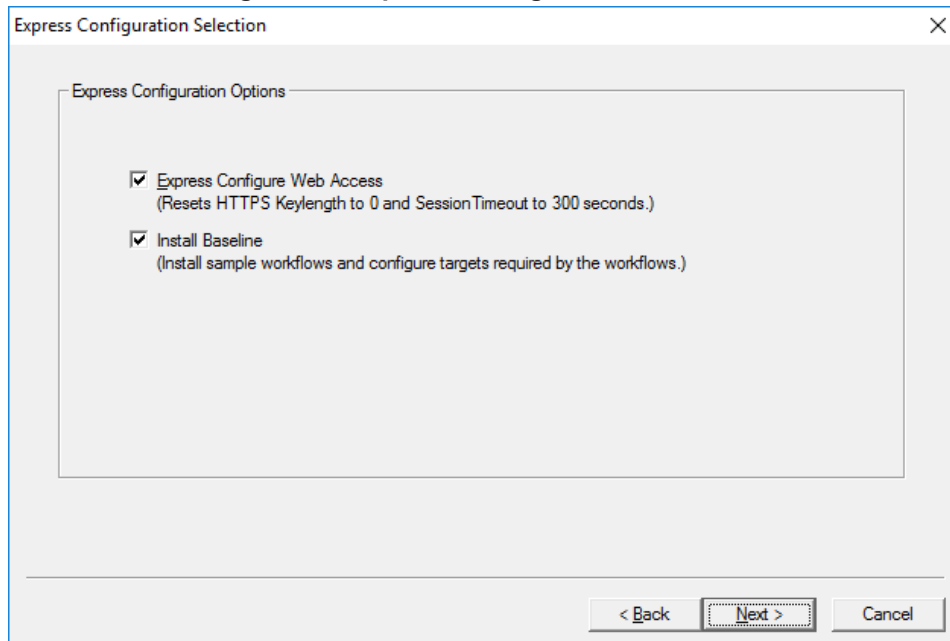 Express Configuration Selection
Express Configuration Options
Express Configure Web Access
(Resets HTTPS Keylength to 0 and SessionTimeout to 300 seconds.)
Install Baseline
(Install sample workflows and configure targets required by the workflows.)
< Back
Next >
Cancel